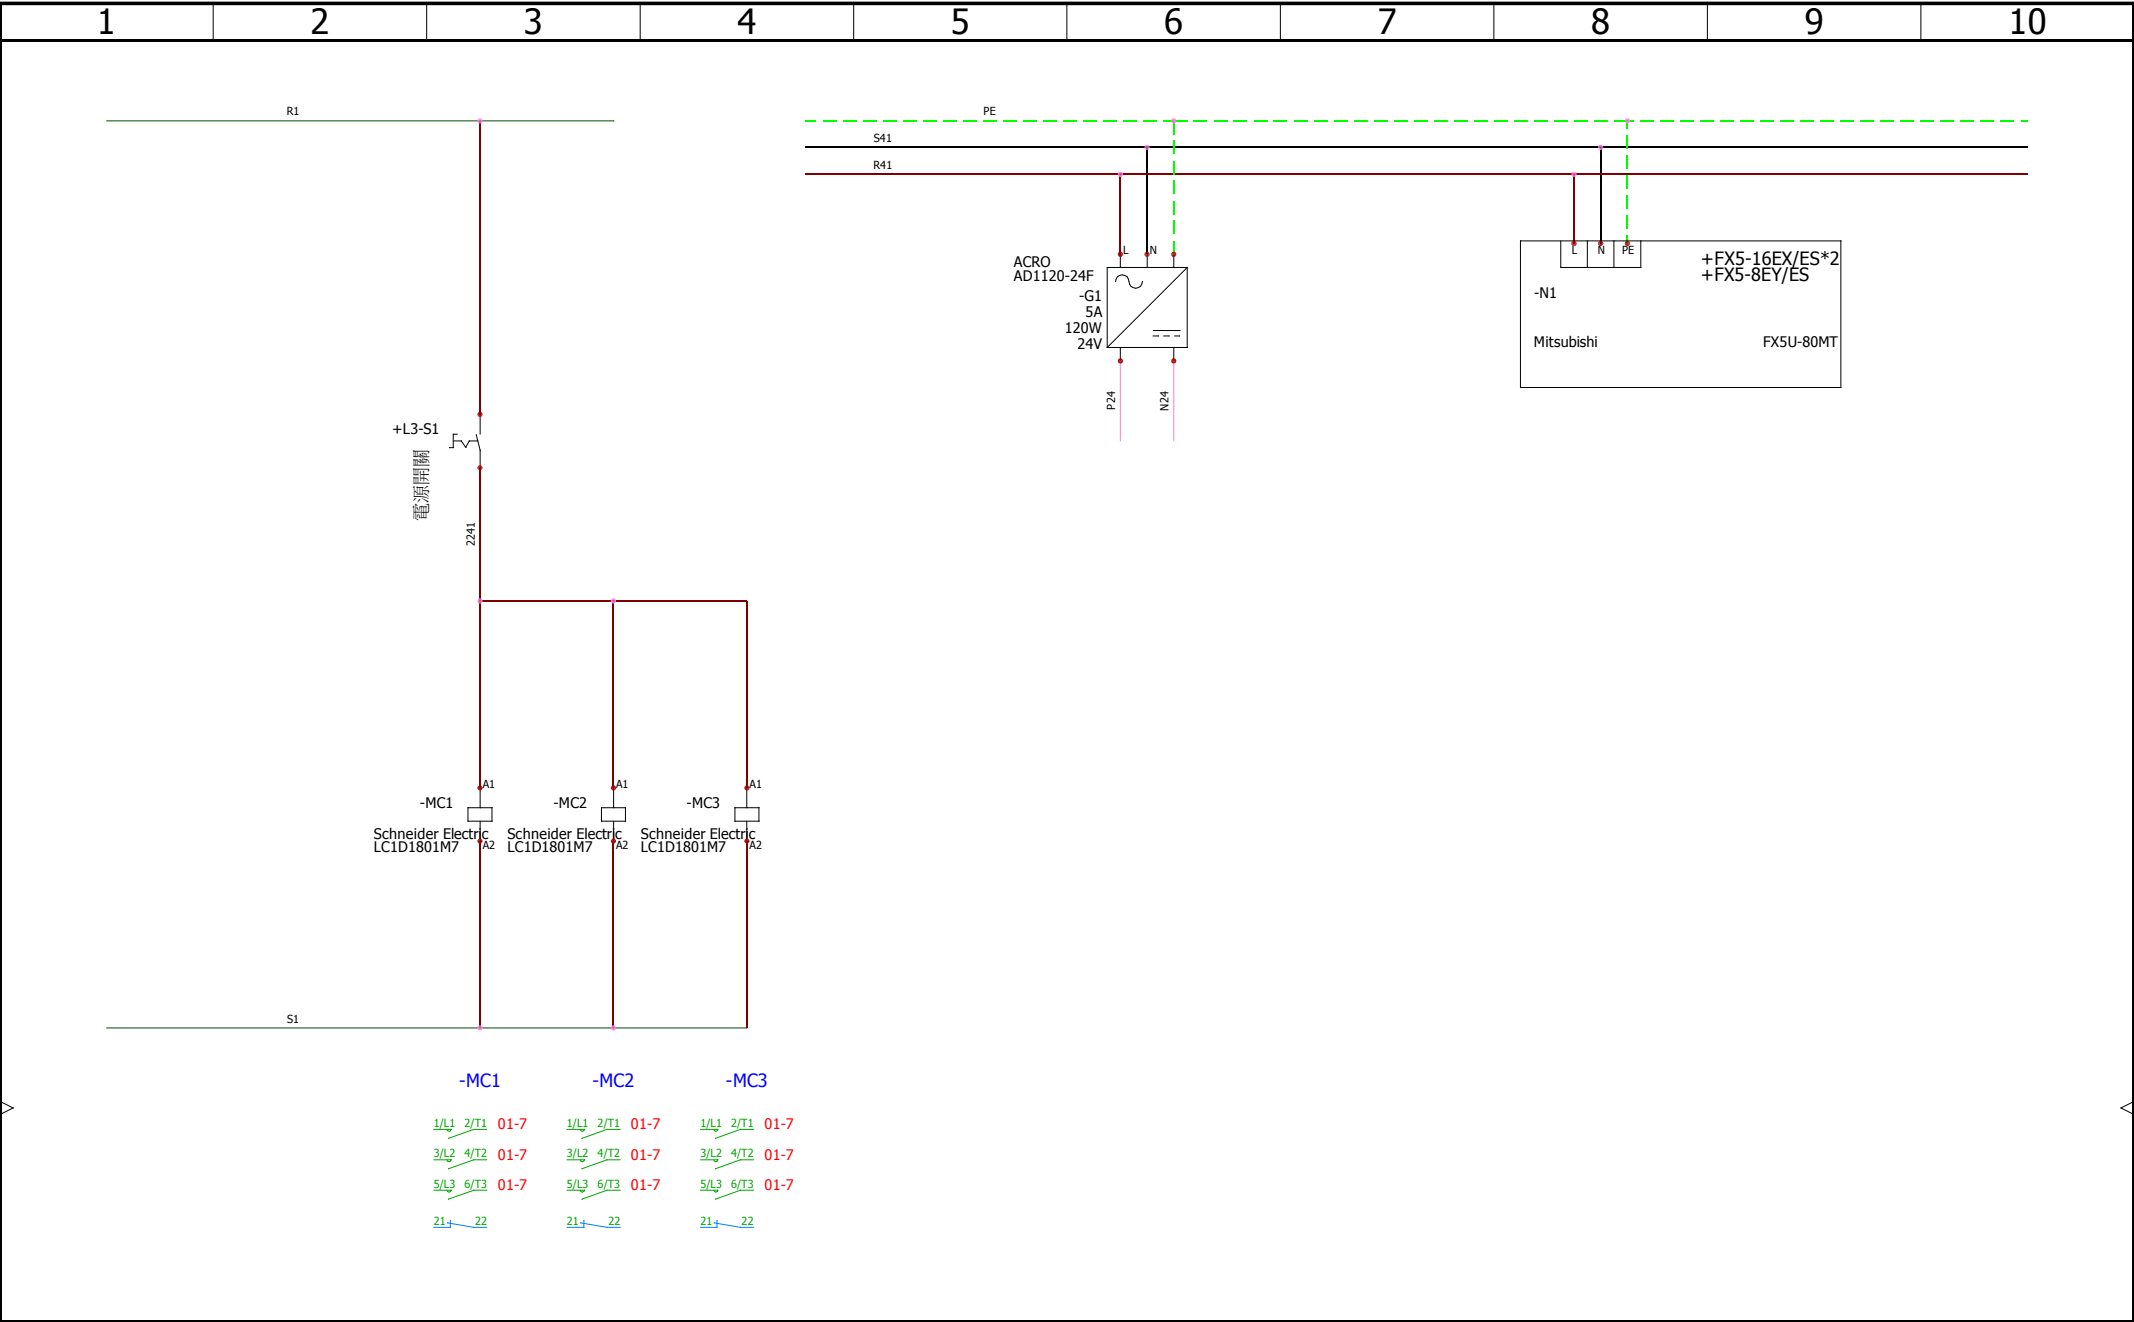 1 2 3 4 5 6 7 8 9 10
R1
PE
S41
R41
L N
ACRO
AD1120-24F
-G1
5A
120W
24V
P24
N24
L N PE
+FX5-16EX/ES*2
+FX5-8EY/ES
-N1
Mitsubishi
FX5U-80MT
+L3-S1
電源開關
2241
A1
-MC1
Schneider Electric
LC1D1801M7
A2
A1
-MC2
Schneider Electric
LC1D1801M7
A2
A1
-MC3
Schneider Electric
LC1D1801M7
A2
S1
-MC1
1/L1 2/T1 01-7
3/L2 4/T2 01-7
5/L3 6/T3 01-7
21 22
-MC2
1/L1 2/T1 01-7
3/L2 4/T2 01-7
5/L3 6/T3 01-7
21 22
-MC3
1/L1 2/T1 01-7
3/L2 4/T2 01-7
5/L3 6/T3 01-7
21 22